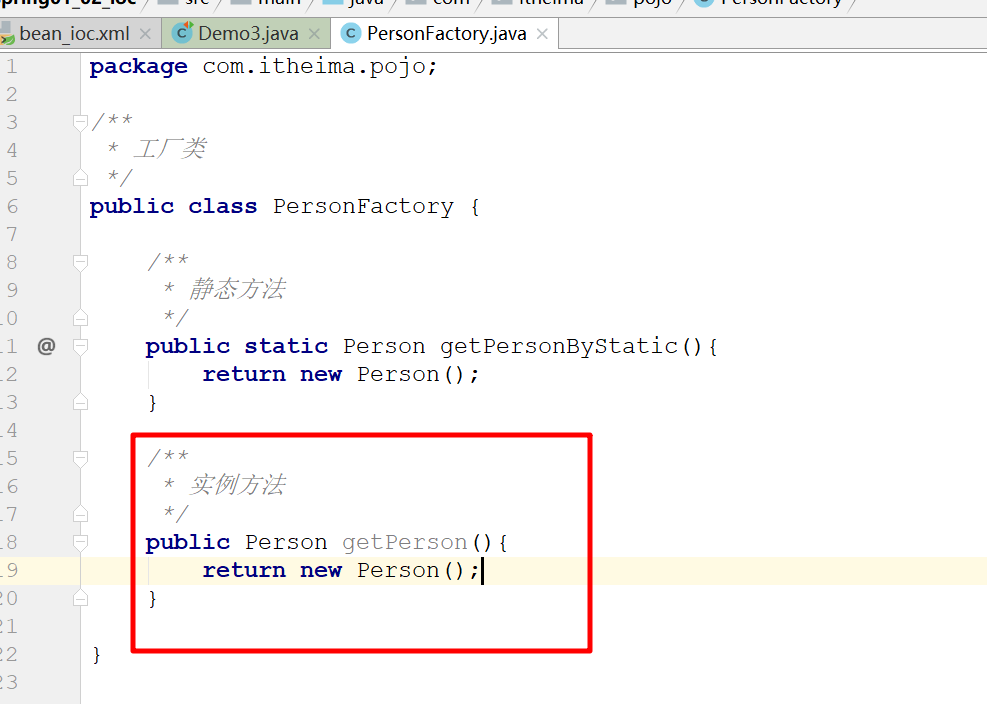 spring01_02_ioc src main java com itheima pojo PersonFactory
bean_ioc.xml Demo3.java PersonFactory.java
1 package com.itheima.pojo;
2
3 /**
4 * 工厂类
5 */
6 public class PersonFactory {
7
8 /**
9 * 静态方法
10 */
11 @ public static Person getPersonByStatic(){
12 return new Person();
13 }
14
15 /**
16 * 实例方法
17 */
18 public Person getPerson(){
19 return new Person();
20 }
21
22 }
23